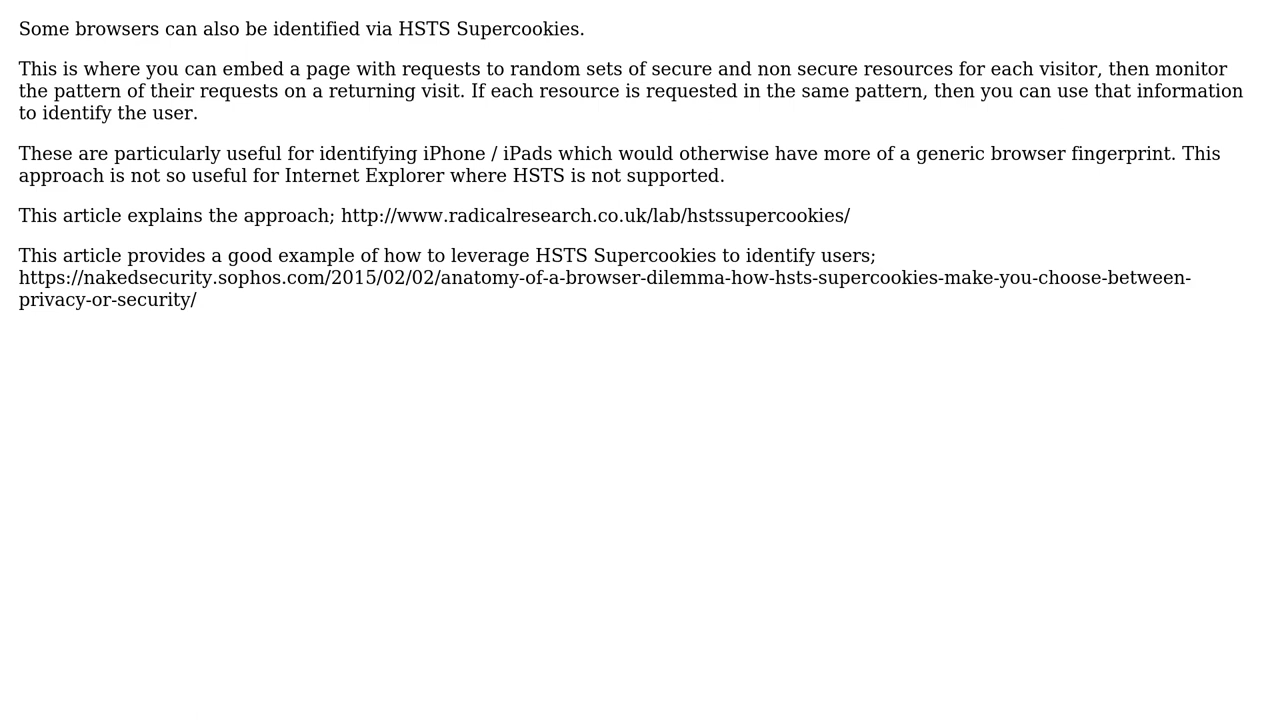 Some browsers can also be identified via HSTS Supercookies.
This is where you can embed a page with requests to random sets of secure and non secure resources for each visitor, then monitor
the pattern of their requests on a returning visit. If each resource is requested in the same pattern, then you can use that information
to identify the user.
These are particularly useful for identifying iPhone / iPads which would otherwise have more of a generic browser fingerprint. This
approach is not so useful for Internet Explorer where HSTS is not supported.
This article explains the approach; http://www.radicalresearch.co.uk/lab/hstssupercookies/
This article provides a good example of how to leverage HSTS Supercookies to identify users;
https://nakedsecurity.sophos.com/2015/02/02/anatomy-of-a-browser-dilemma-how-hsts-supercookies-make-you-choose-between-
privacy-or-security/